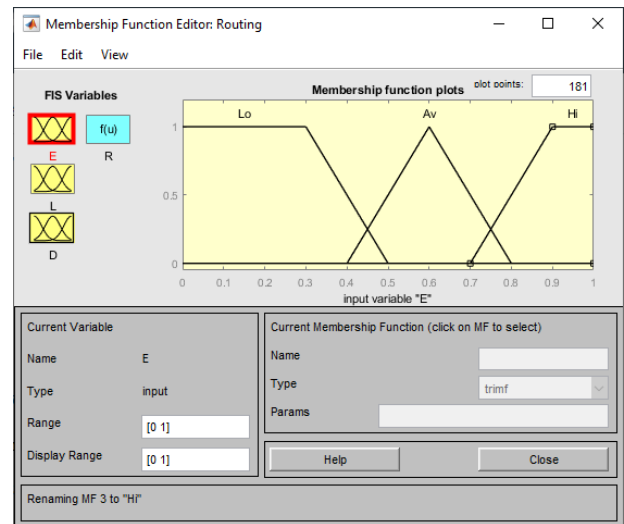 Membership Function Editor: Routing
File Edit View
FIS Variables
f(u)
E R
L
D
Membership function plots plot points: 181
Lo Av Hi
1
0.5
0
0 0.1 0.2 0.3 0.4 0.5 0.6 0.7 0.8 0.9 1
input variable "E"
Current Variable
Name E
Type input
Range [0 1]
Display Range [0 1]
Current Membership Function (click on MF to select)
Name
Type trimf
Params
Help Close
Renaming MF 3 to "Hi"